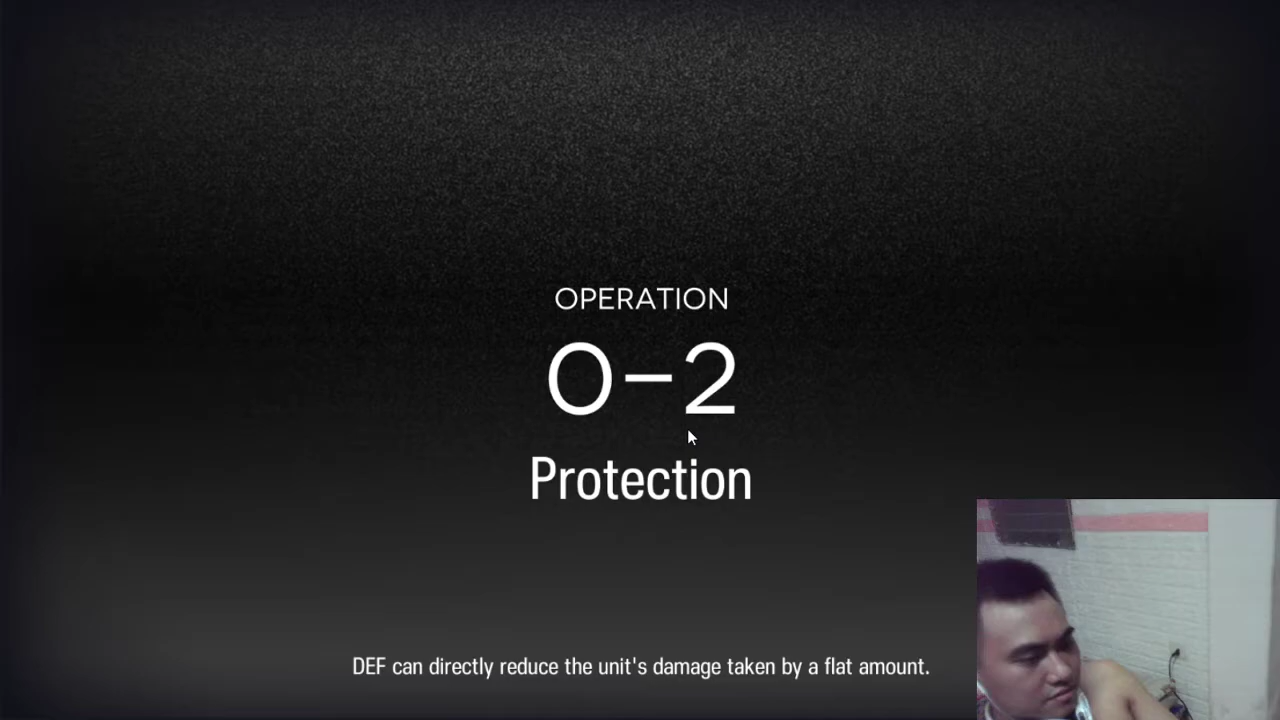 OPERATION
0-2
Protection
DEF can directly reduce the unit's damage taken by a flat amount.